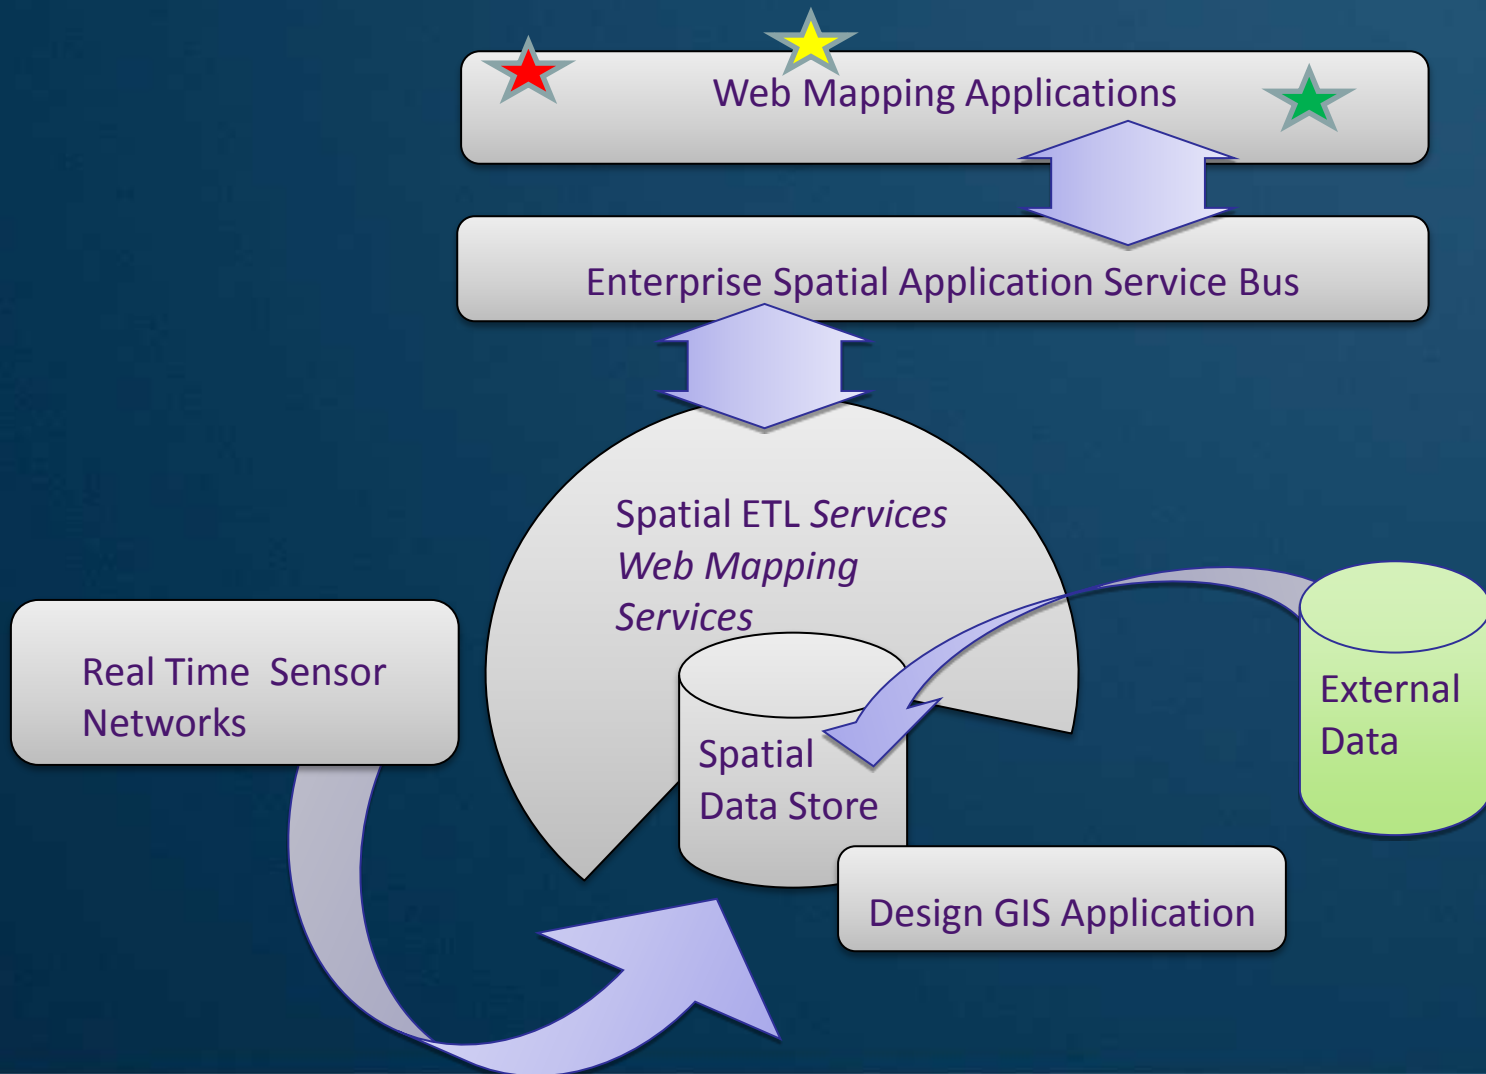 Web Mapping Applications
Enterprise Spatial Application Service Bus
Spatial ETL Services
Web Mapping
Services
Real Time  Sensor
Networks
External
Data
Spatial
Data Store
Design GIS Application